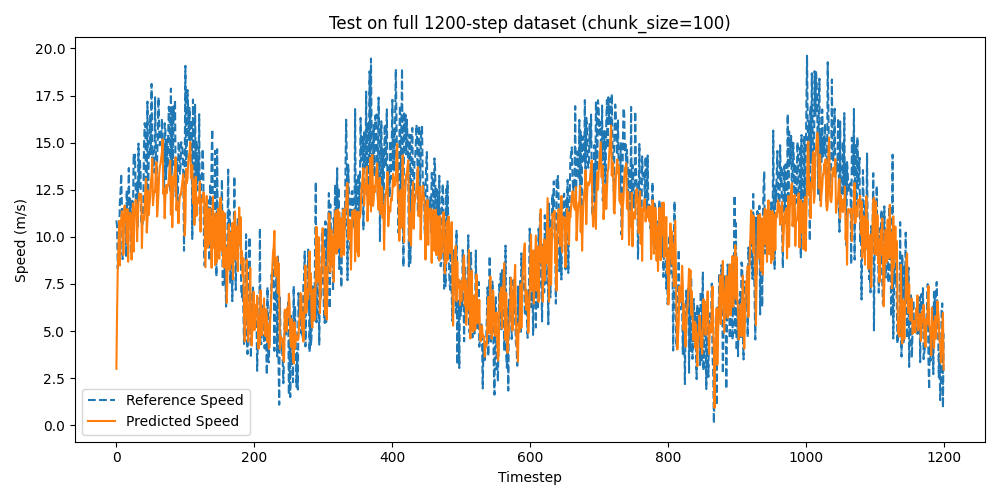 Test on full 1200-step dataset (chunk_size=100)
20.0
17.5
15.0
12.5
10.0
7.5
5.0
2.5
0.0
Speed (m/s)
Reference Speed
Predicted Speed
0 200 400 600 800 1000 1200
Timestep